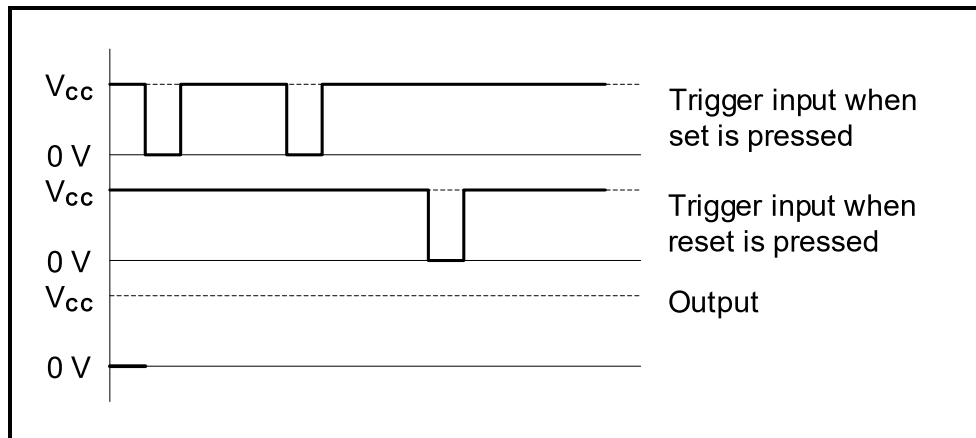 Vcc
Trigger input when
set is pressed
0 V
Vcc
Trigger input when
reset is pressed
0 V
Vcc
Output
0 V